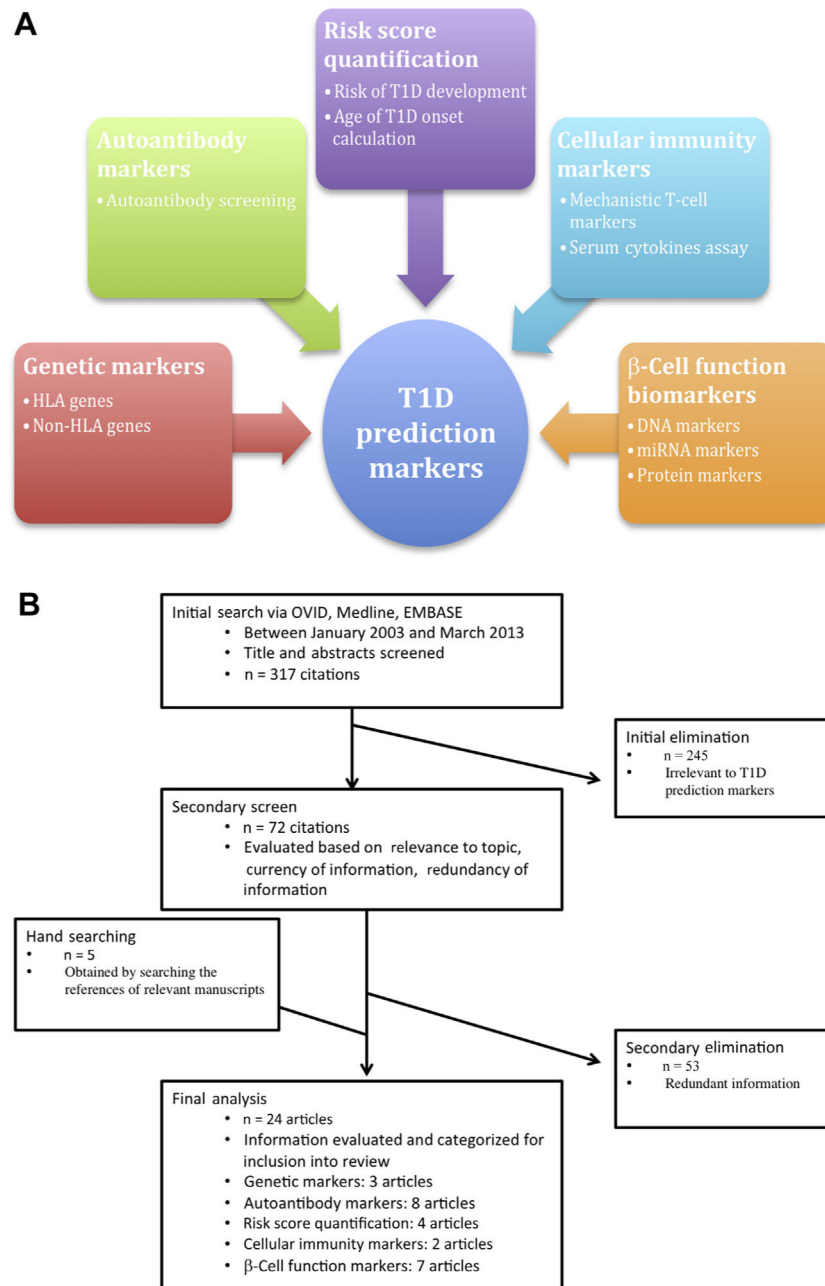 A
Risk score
quantification
• Risk of T1D development
• Age of T1D onset
calculation
Autoantibody
markers
• Autoantibody screening
Cellular immunity
markers
• Mechanistic T-cell
markers
• Serum cytokines assay
Genetic markers
• HLA genes
• Non-HLA genes
T1D
prediction
markers
β-Cell function
biomarkers
• DNA markers
• miRNA markers
• Protein markers
B
Initial search via OVID, Medline, EMBASE
• Between January 2003 and March 2013
• Title and abstracts screened
• n = 317 citations
Initial elimination
• n = 245
• Irrelevant to T1D
prediction markers
Secondary screen
• n = 72 citations
• Evaluated based on relevance to topic,
currency of information, redundancy of
information
Hand searching
• n = 5
• Obtained by searching the
references of relevant manuscripts
Secondary elimination
• n = 53
• Redundant information
Final analysis
• n = 24 articles
• Information evaluated and categorized for
inclusion into review
• Genetic markers: 3 articles
• Autoantibody markers: 8 articles
• Risk score quantification: 4 articles
• Cellular immunity markers: 2 articles
• β-Cell function markers: 7 articles